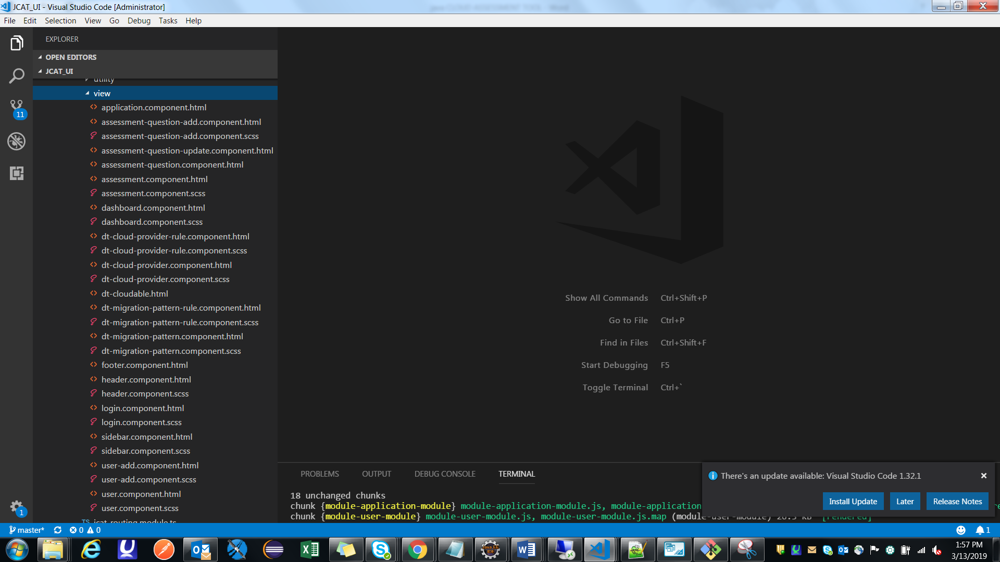 JCAT_UI - Visual Studio Code [Administrator]
File Edit Selection View Go Debug Tasks Help
EXPLORER
OPEN EDITORS
JCAT_UI
utility
view
application.component.html
assessment-question-add.component.html
assessment-question-add.component.scss
assessment-question-update.component.html
assessment-question.component.html
assessment.component.html
assessment.component.scss
dashboard.component.html
dashboard.component.scss
dt-cloud-provider-rule.component.html
dt-cloud-provider-rule.component.scss
dt-cloud-provider.component.html
dt-cloud-provider.component.scss
dt-cloudable.html
dt-migration-pattern-rule.component.html
dt-migration-pattern-rule.component.scss
dt-migration-pattern.component.html
dt-migration-pattern.component.scss
footer.component.html
header.component.html
header.component.scss
login.component.html
login.component.scss
sidebar.component.html
sidebar.component.scss
user-add.component.html
user-add.component.scss
user.component.html
user.component.scss
TS jcat-routing.module.ts
11
1
Show All Commands Ctrl+Shift+P
Go to File Ctrl+P
Find in Files Ctrl+Shift+F
Start Debugging F5
Toggle Terminal Ctrl+`
PROBLEMS OUTPUT DEBUG CONSOLE TERMINAL
18 unchanged chunks
chunk {module-application-module} module-application-module.js, module-application
chunk {module-user-module} module-user-module.js, module-user-module.js.map (module-user-module) 26.5 kB [rendered]
There's an update available: Visual Studio Code 1.32.1
Install Update Later Release Notes
master* 0 0 1
1:57 PM
3/13/2019